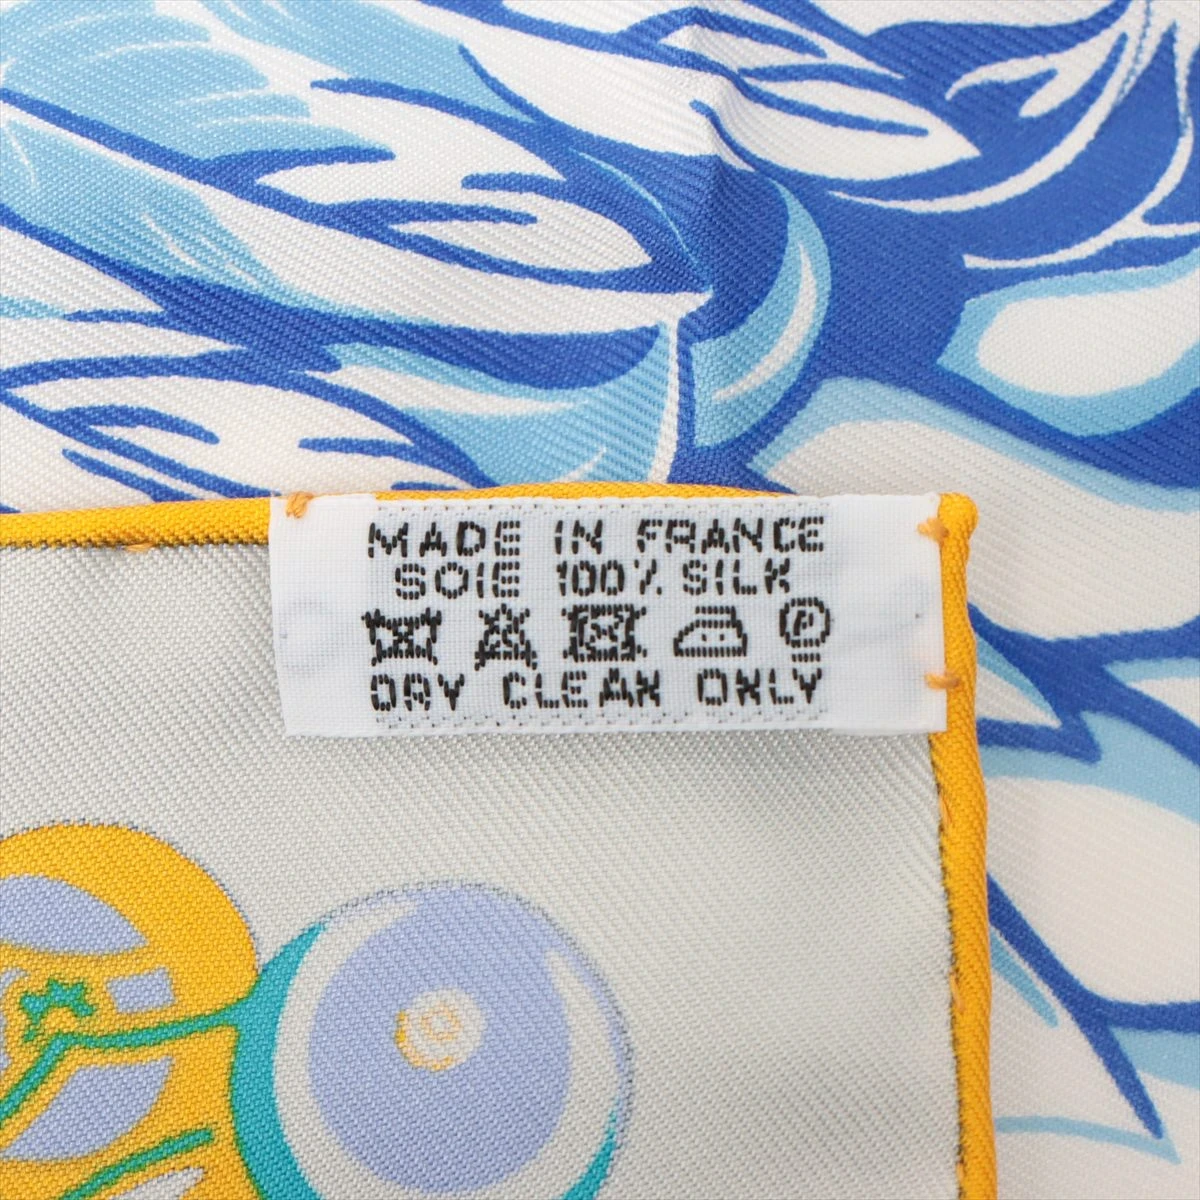 MADE IN FRANCE
SOIE 100% SILK
P
DRY CLEAN ONLY